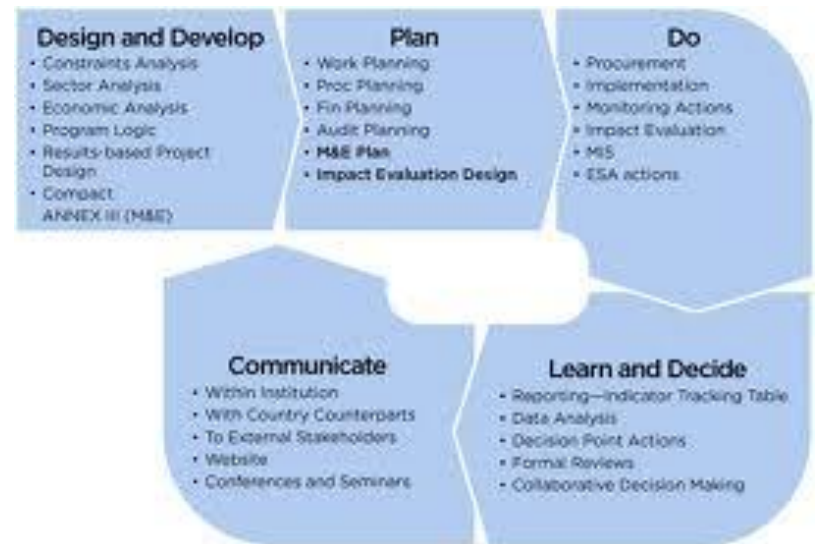 Design and Develop
• Constraints Analysis
• Sector Analysis
• Economic Analysis
• Program Logic
• Results-based Project
Design
• Compact
ANNEX III (M&E)
Plan
• Work Planning
• Proc Planning
• Fin Planning
• Audit Planning
• M&E Plan
• Impact Evaluation Design
Do
• Procurement
• Implementation
• Monitoring Actions
• Impact Evaluation
• MIS
• ESA actions
Communicate
• Within Institution
• With Country Counterparts
• To External Stakeholders
• Website
• Conferences and Seminars
Learn and Decide
• Reporting—Indicator Tracking Table
• Data Analysis
• Decision Point Actions
• Formal Reviews
• Collaborative Decision Making